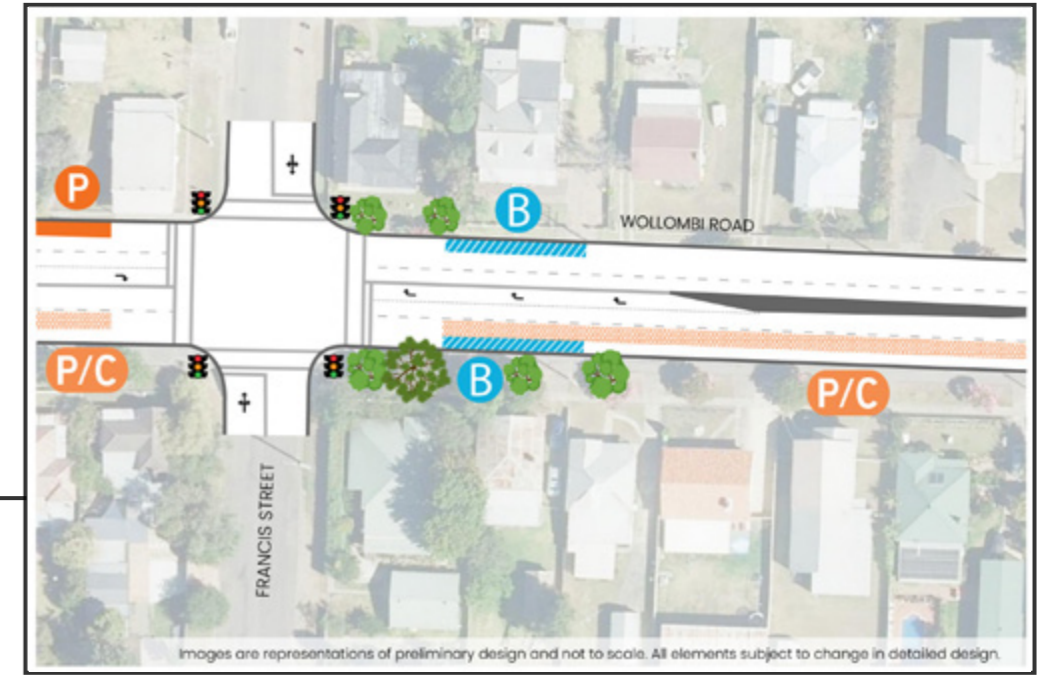 P
B
WOLLOMBI ROAD
P/C
B
P/C
FRANCIS STREET
Images are representations of preliminary design and not to scale. All elements subject to change in detailed design.